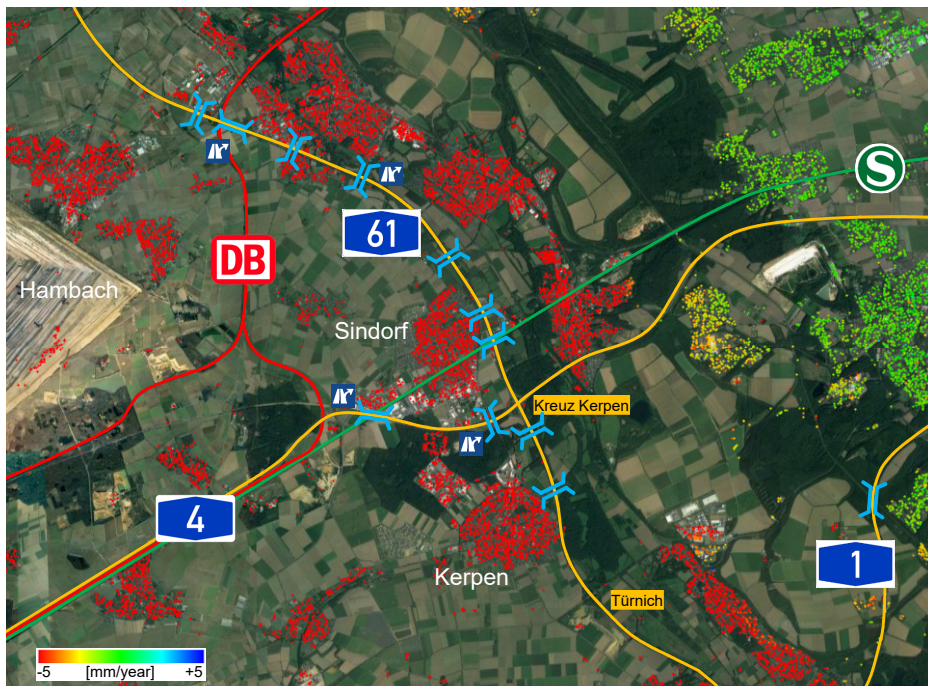 S
61
DB
Hambach
Sindorf
Kreuz Kerpen
4
Kerpen
1
Türnich
-5 [mm/year] +5